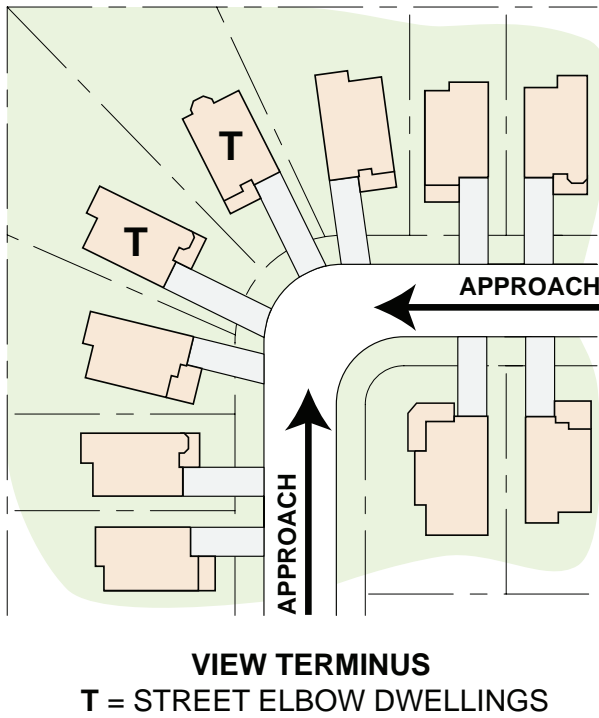 T
T
APPROACH
APPROACH
VIEW TERMINUS
T = STREET ELBOW DWELLINGS